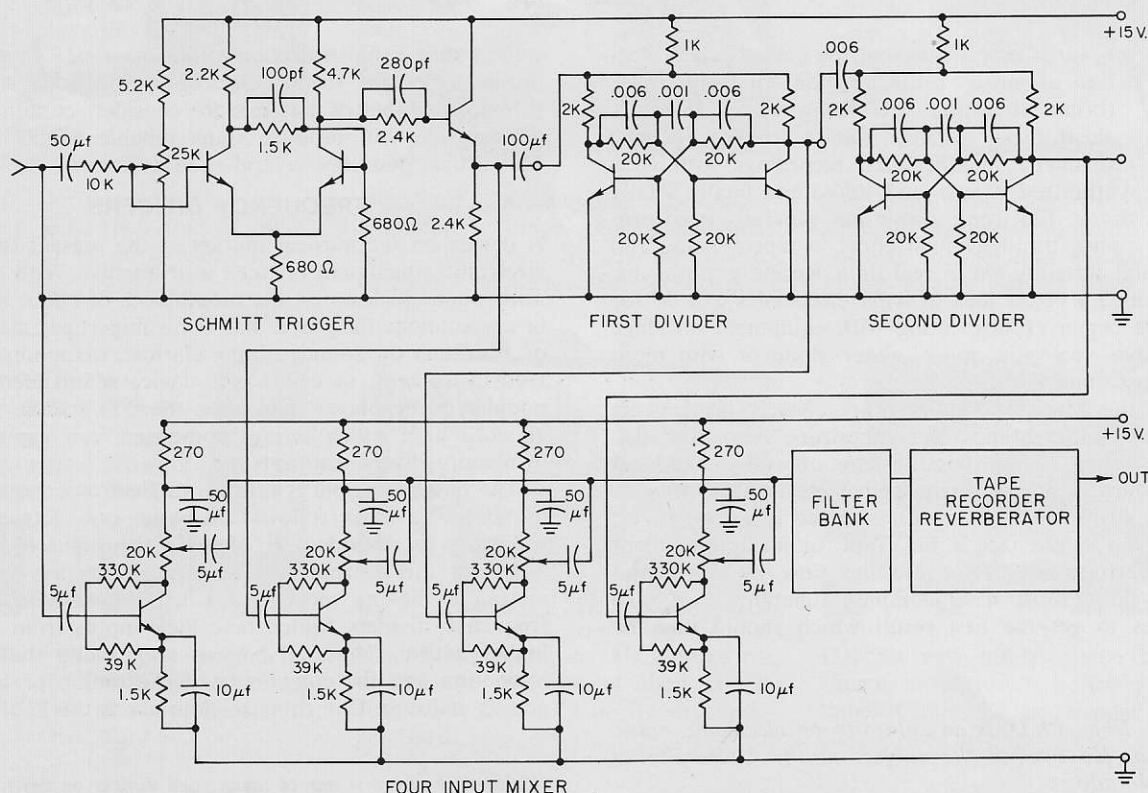 +15V.
1K
1K
.006
2.2K
100pf
4.7K
280pf
5.2K
2K
.006
.001
.006
2K
2K
.006
.001
.006
2K
1.5K
2.4K
50μf
25K
100μf
20K
20K
20K
20K
10K
680Ω
2.4K
20K
20K
20K
20K
680Ω
SCHMITT TRIGGER
FIRST DIVIDER
SECOND DIVIDER
+15V.
270
270
270
270
50
μf
50
μf
50
μf
50
μf
FILTER
BANK
TAPE
RECORDER
REVERBERATOR
OUT
20K
5μf
20K
5μf
20K
5μf
20K
5μf
330K
330K
330K
330K
5μf
5μf
5μf
5μf
39K
39K
39K
39K
1.5K
10μf
1.5K
10μf
1.5K
10μf
1.5K
10μf
FOUR INPUT MIXER